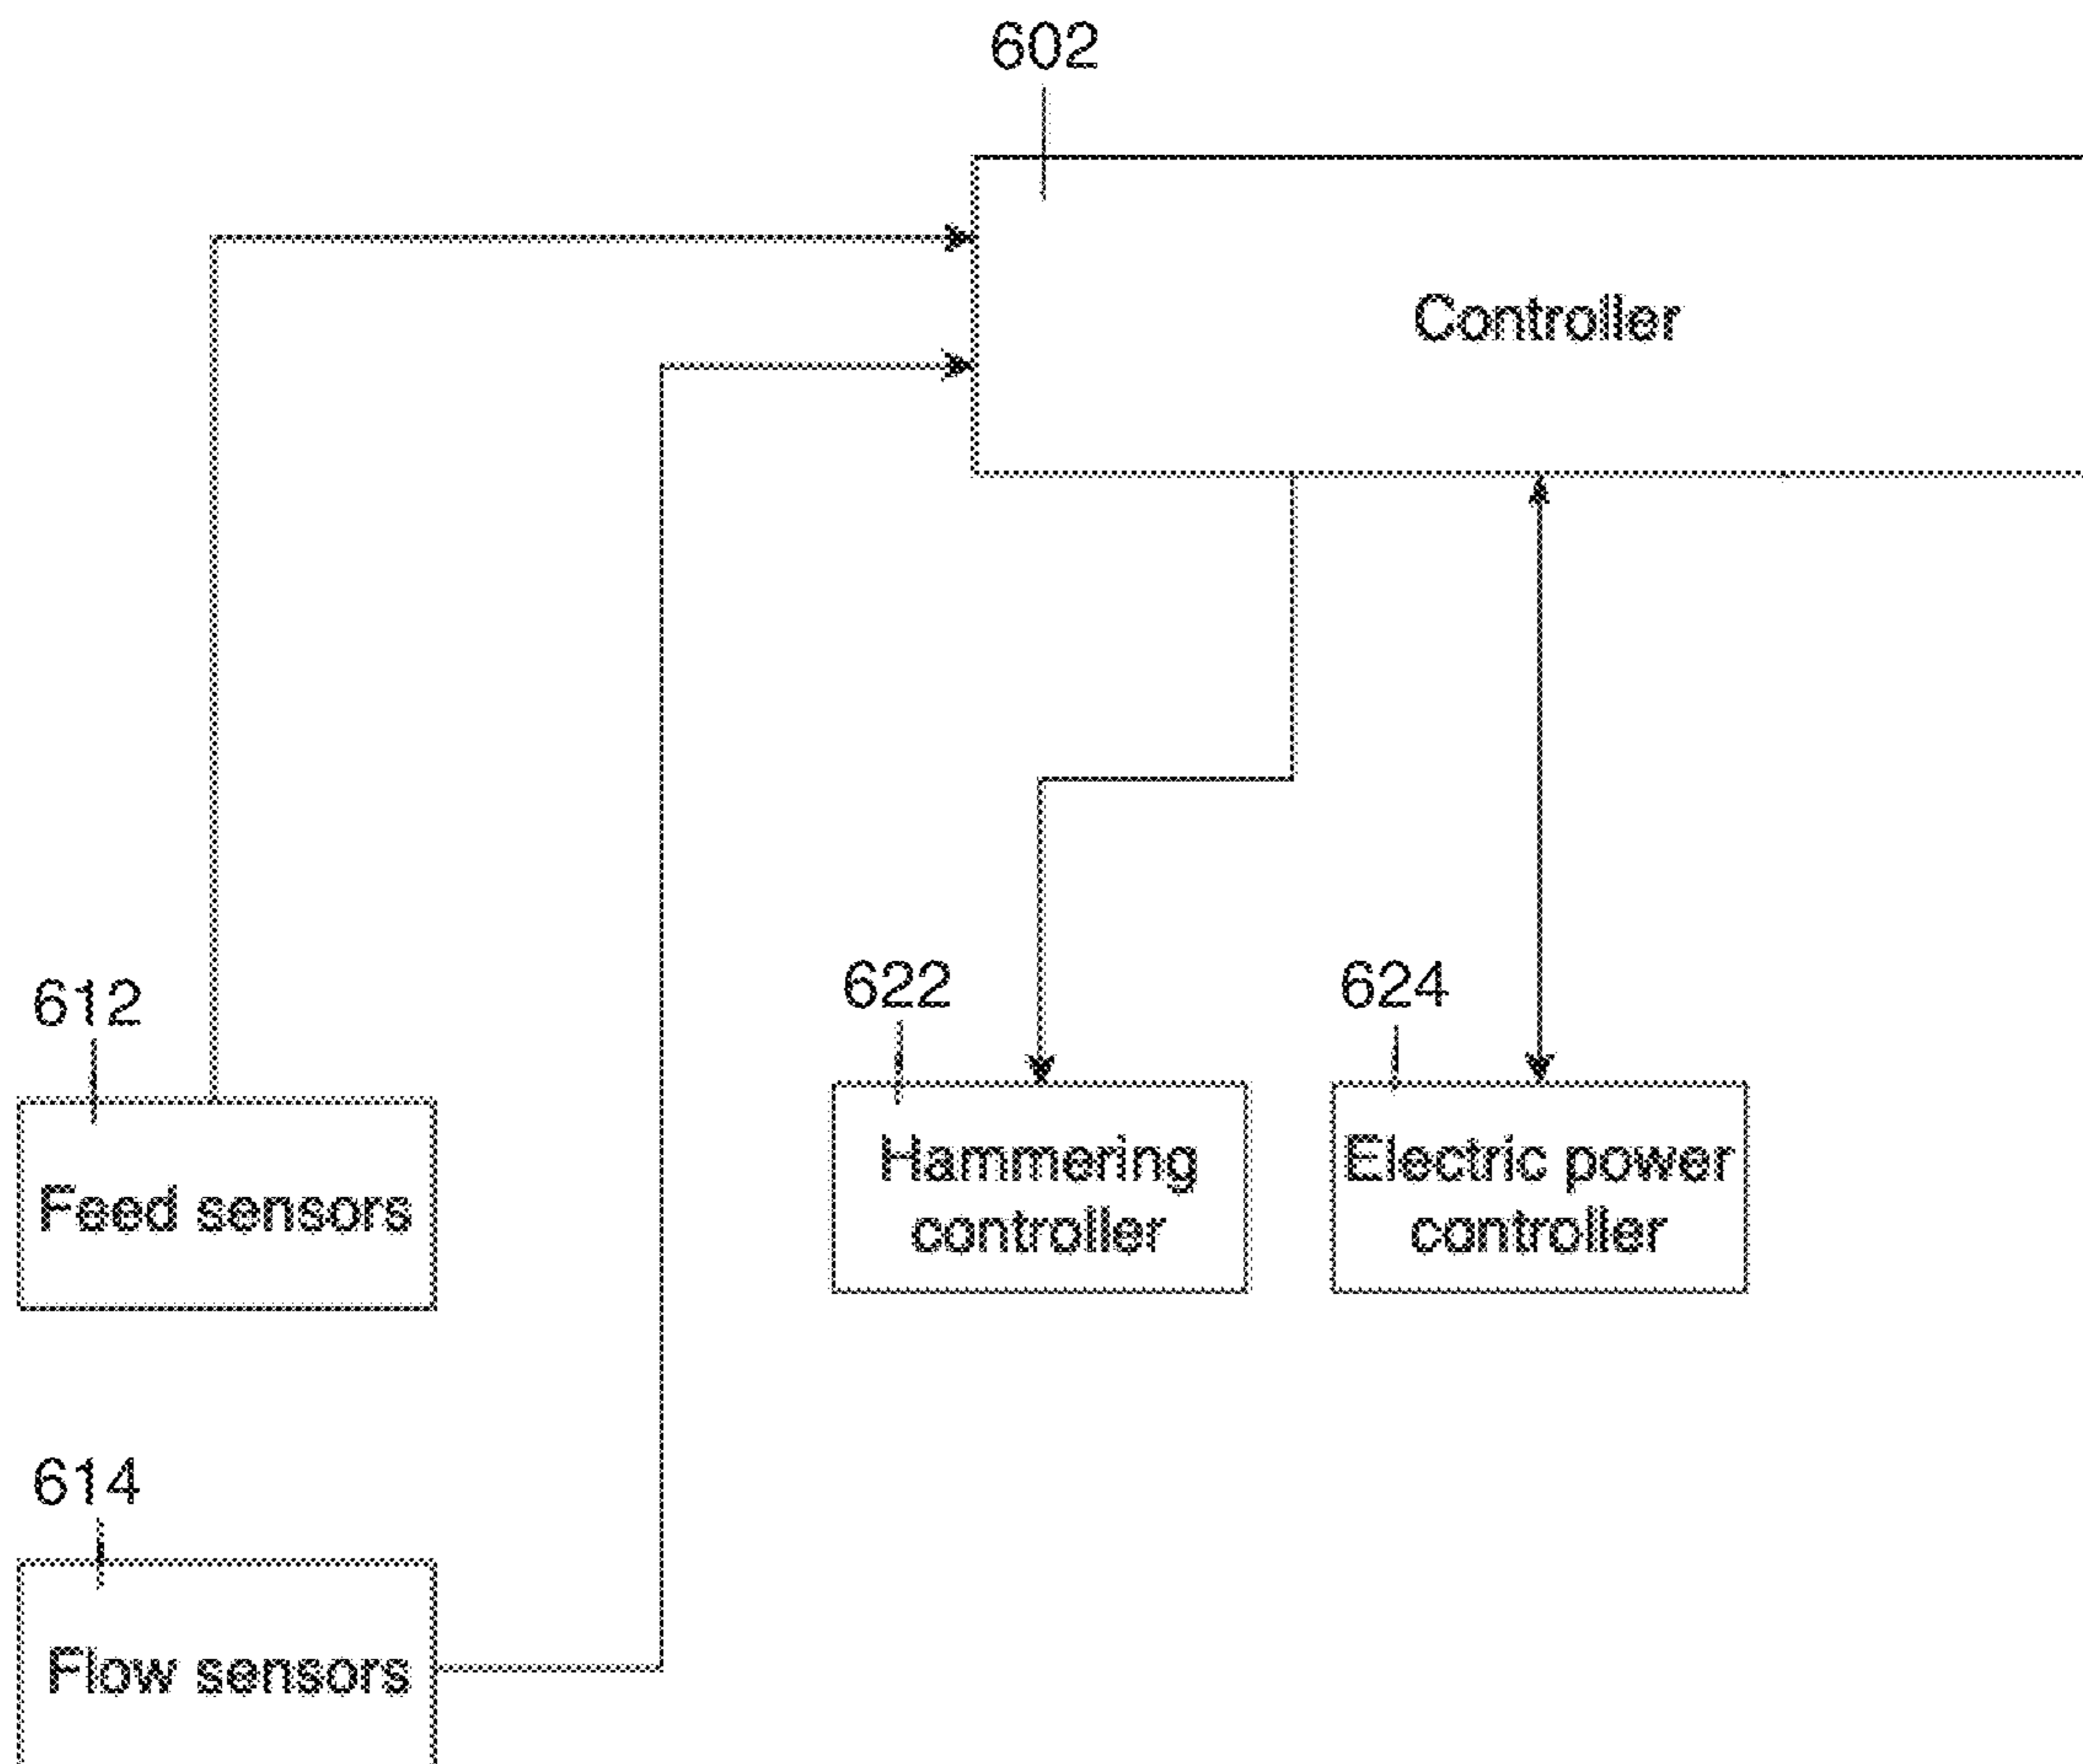 602
Controller
612
622
624
Feed sensors
Hammering
controller
Electric power
controller
614
Flow sensors